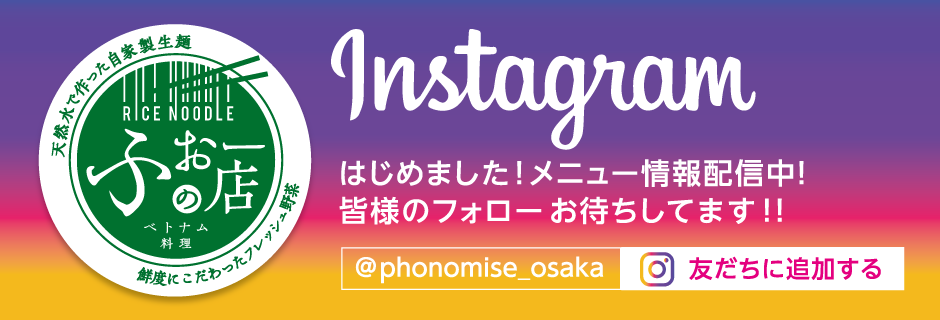 天然水で作った自家製生麺
RICE NOODLE
フォーのお店
ベトナム
料理
鮮度にこだわったフレッシュ野菜
Instagram
はじめました！メニュー情報配信中！
皆様のフォロー お待ちしてます！！
@phonomise_osaka
友だちに追加する